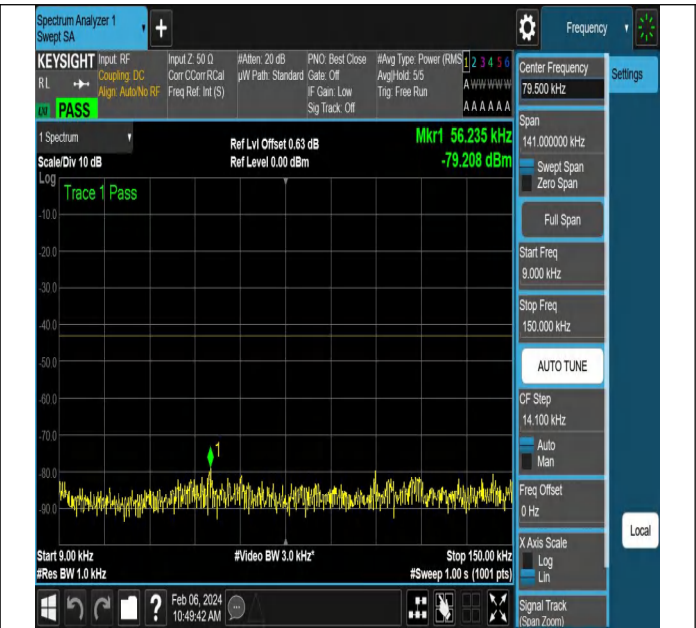 Spectrum Analyzer 1
Swept SA
Frequency
KEYSIGHT
RL
LXI
PASS
Input: RF
Coupling: DC
Align: Auto/No RF
Input Z: 50 Ω
Corr CCorr RCal
Freq Ref: Int (S)
#Atten: 20 dB
µW Path: Standard
PNO: Best Close
Gate: Off
IF Gain: Low
Sig Track: Off
#Avg Type: Power (RMS
Avg|Hold: 5/5
Trig: Free Run
1 2 3 4 5 6
A W W W W W
A A A A A A
Center Frequency
79.500 kHz
Settings
Span
141.000000 kHz
Swept Span
Zero Span
Full Span
Start Freq
9.000 kHz
Stop Freq
150.000 kHz
AUTO TUNE
CF Step
14.100 kHz
Auto
Man
Freq Offset
0 Hz
X Axis Scale
Log
Lin
Signal Track
(Span Zoom)
Local
1 Spectrum
Scale/Div 10 dB
Ref Lvl Offset 0.63 dB
Ref Level 0.00 dBm
Mkr1 56.235 kHz
-79.208 dBm
Log
Trace 1 Pass
-10.0
-20.0
-30.0
-40.0
-50.0
-60.0
-70.0
-80.0
-90.0
1
Start 9.00 kHz
#Res BW 1.0 kHz
#Video BW 3.0 kHz*
Stop 150.00 kHz
#Sweep 1.00 s (1001 pts)
?
Feb 06, 2024
10:49:42 AM